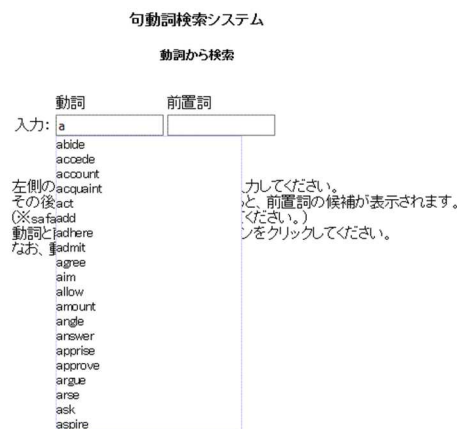 句動詞検索システム
動詞から検索
動詞 前置詞
入力: a
abide
accede
account
acquaint
act
add
adhere
admit
agree
aim
allow
amount
angle
answer
apprise
approve
argue
arse
ask
aspire
左側の 力してください。
その後 と、前置詞の候補が表示されます。
(※safa ください。)
動詞と ンをクリックしてください。
なお、